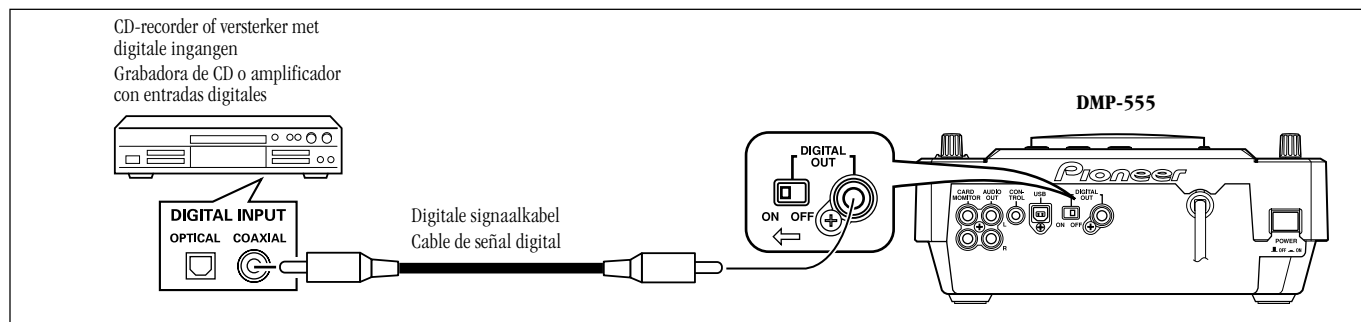 CD-recorder of versterker met
digitale ingangen
Grabadora de CD o amplificador
con entradas digitales
DIGITAL INPUT
OPTICAL COAXIAL
Digitale signaalkabel
Cable de señal digital
DIGITAL
OUT
ON OFF
DMP-555
Pioneer
CARD
MONITOR
AUDIO
OUT
CON-
TROL
USB
DIGITAL
OUT
L
R
ON OFF
POWER
OFF ON